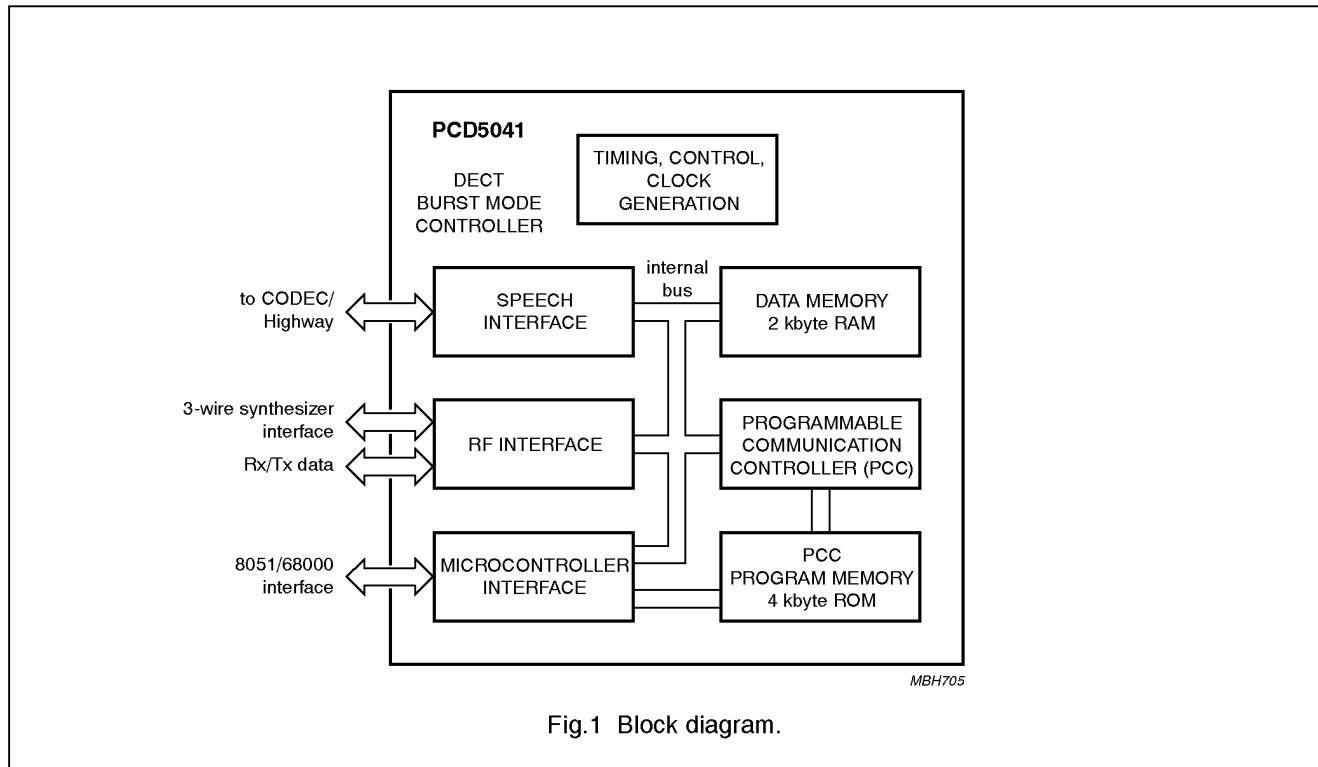 PCD5041
DECT
BURST MODE
CONTROLLER
TIMING, CONTROL,
CLOCK
GENERATION
to CODEC/
Highway
SPEECH
INTERFACE
internal
bus
DATA MEMORY
2 kbyte RAM
3-wire synthesizer
interface
Rx/Tx data
RF INTERFACE
PROGRAMMABLE
COMMUNICATION
CONTROLLER (PCC)
8051/68000
interface
MICROCONTROLLER
INTERFACE
PCC
PROGRAM MEMORY
4 kbyte ROM
MBH705
Fig.1 Block diagram.